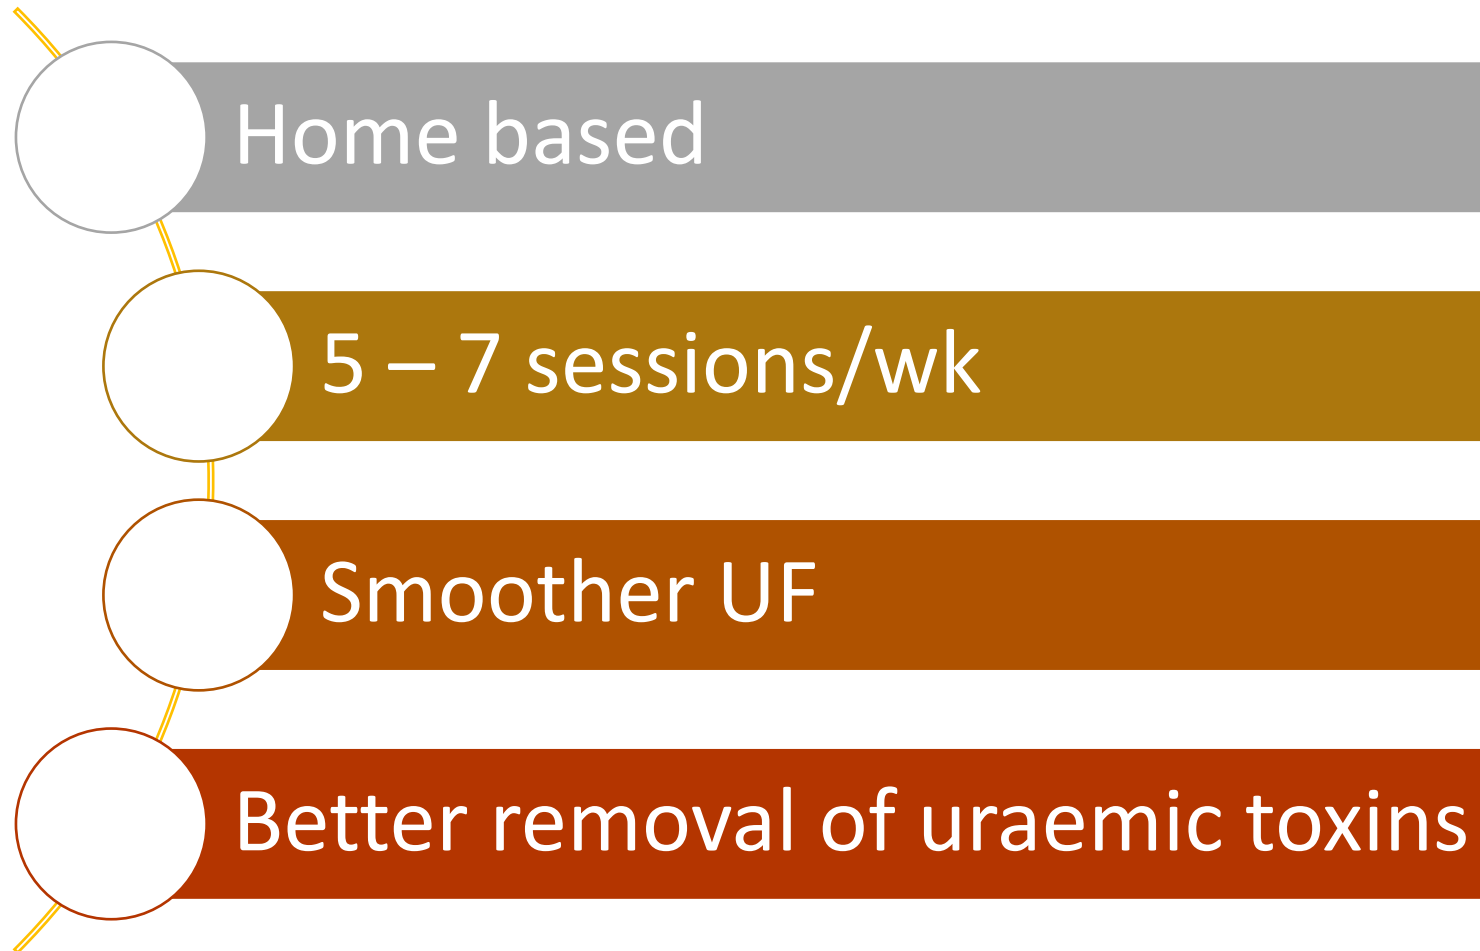 Home based
5 – 7 sessions/wk
Smoother UF
Better removal of uraemic toxins